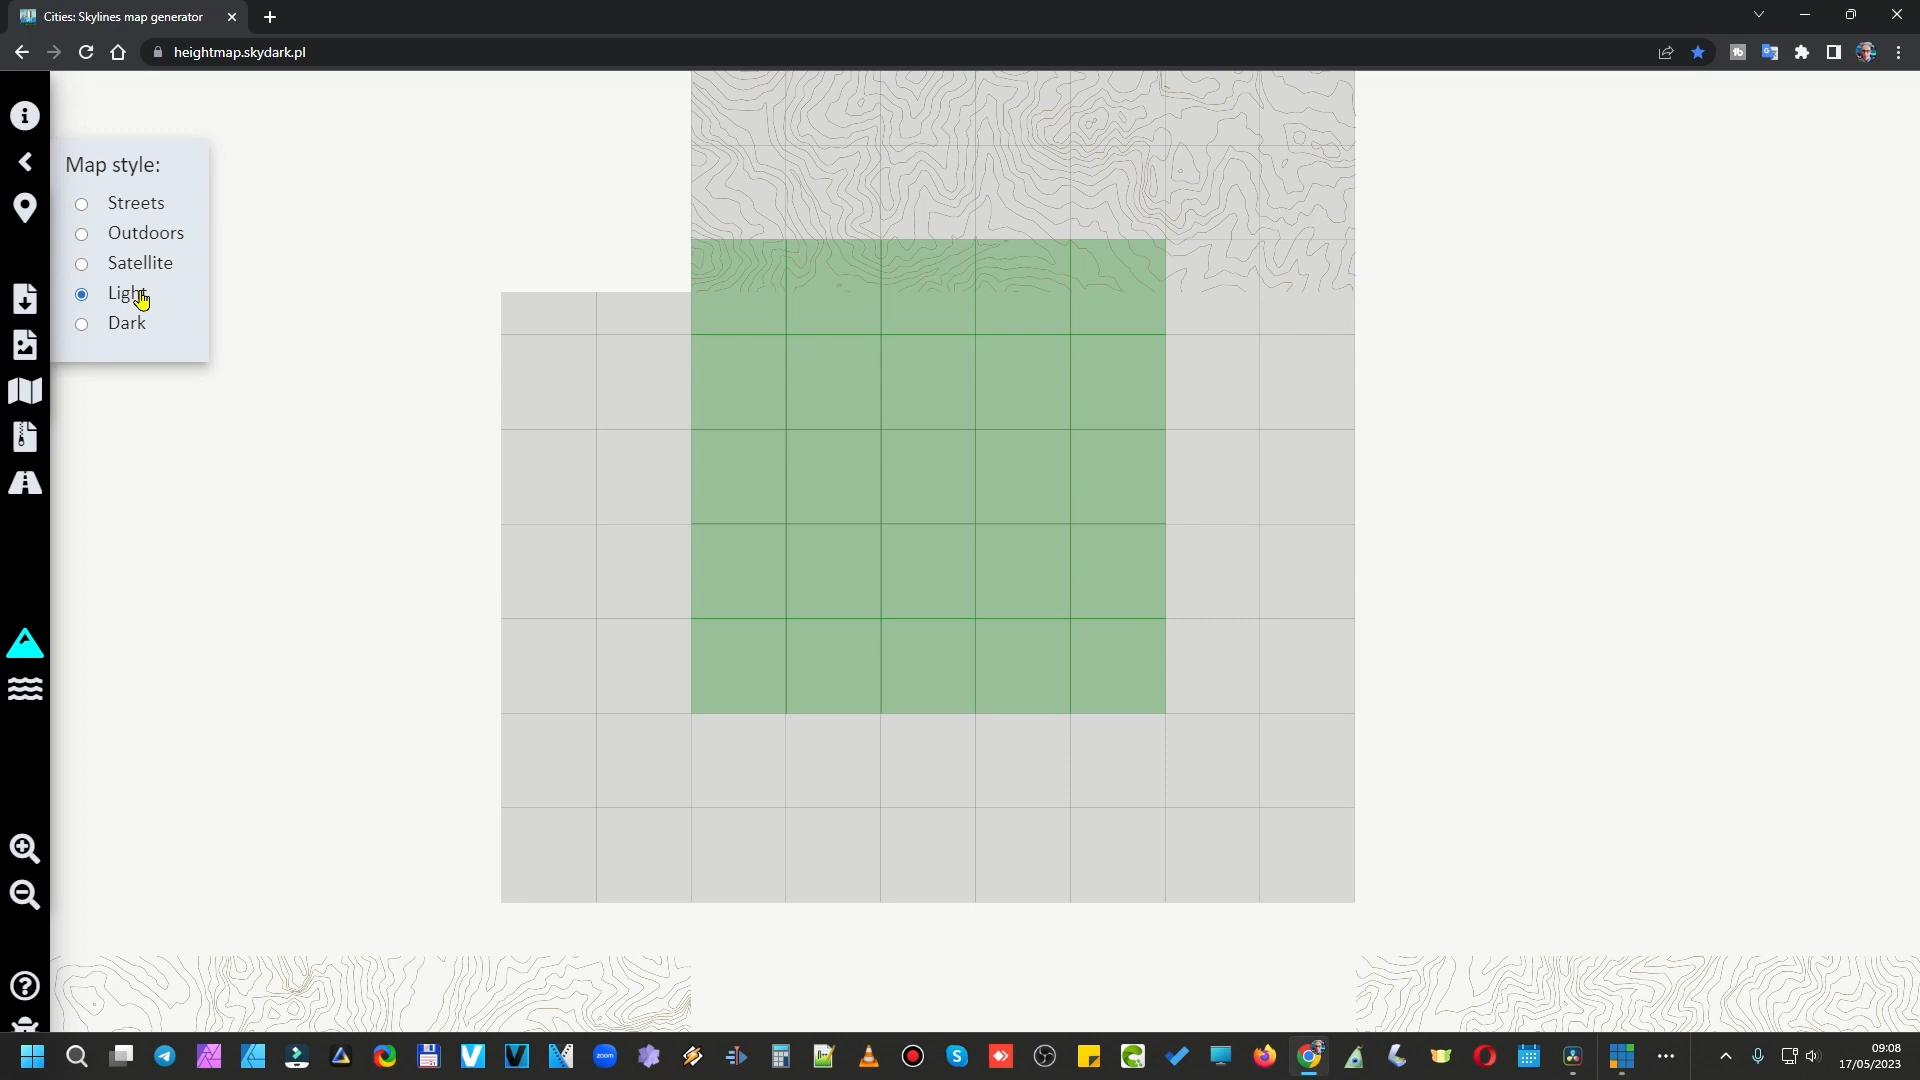 Cities: Skylines map generator
heightmap.skydark.pl
Map style:
Streets
Outdoors
Satellite
Light
Dark
zoom
09:08
17/05/2023